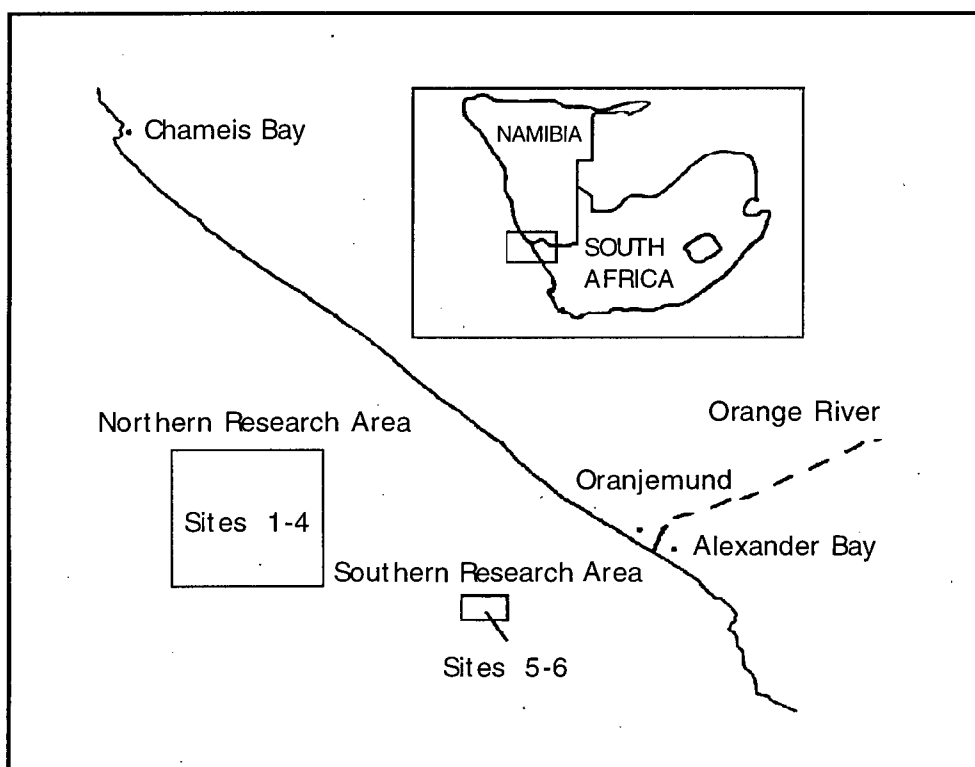 Chameis Bay
NAMIBIA
SOUTH
AFRICA
Northern Research Area
Orange River
Sites 1-4
Oranjemund
Alexander Bay
Southern Research Area
Sites 5-6